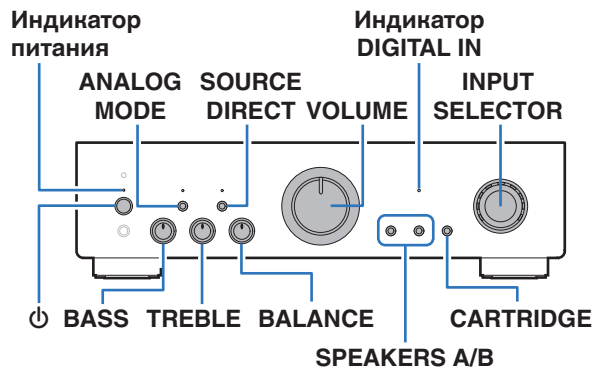 Индикатор
питания
Индикатор
DIGITAL IN
ANALOG
MODE
SOURCE
DIRECT
VOLUME
INPUT
SELECTOR
BASS
TREBLE
BALANCE
CARTRIDGE
SPEAKERS A/B